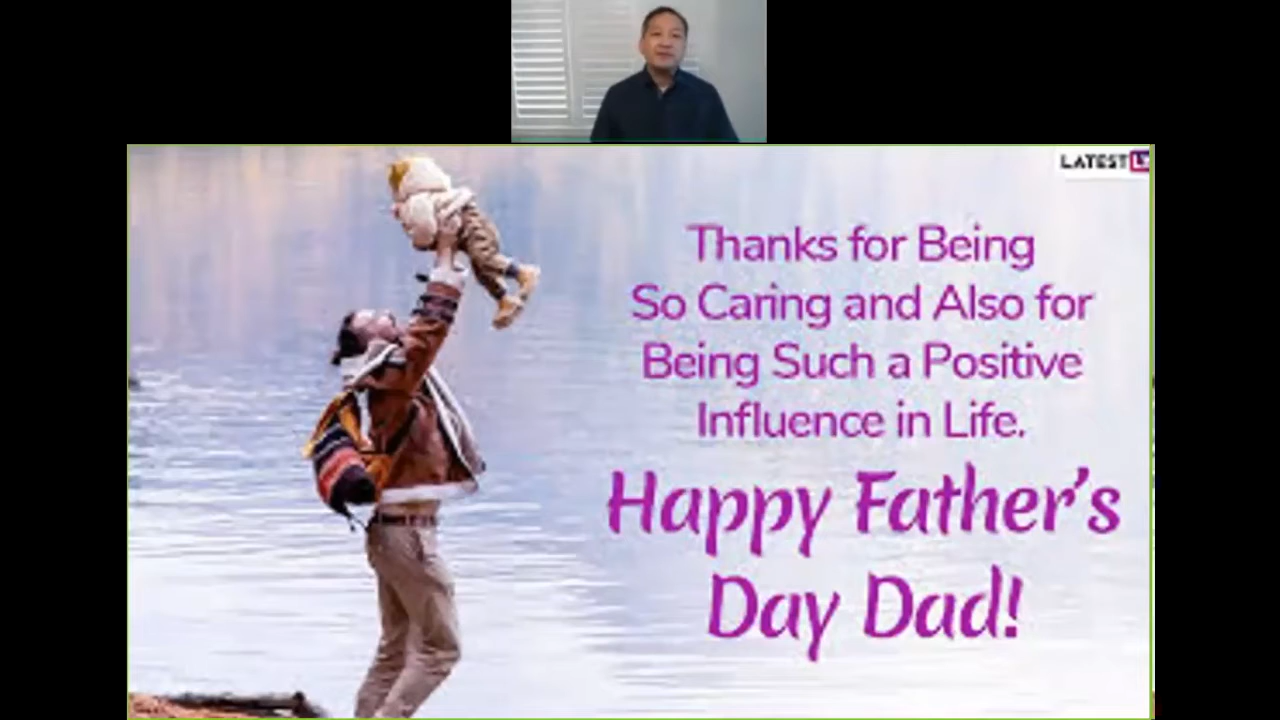 LATEST
Thanks for Being
So Caring and Also for
Being Such a Positive
Influence in Life.
Happy Father's
Day Dad!